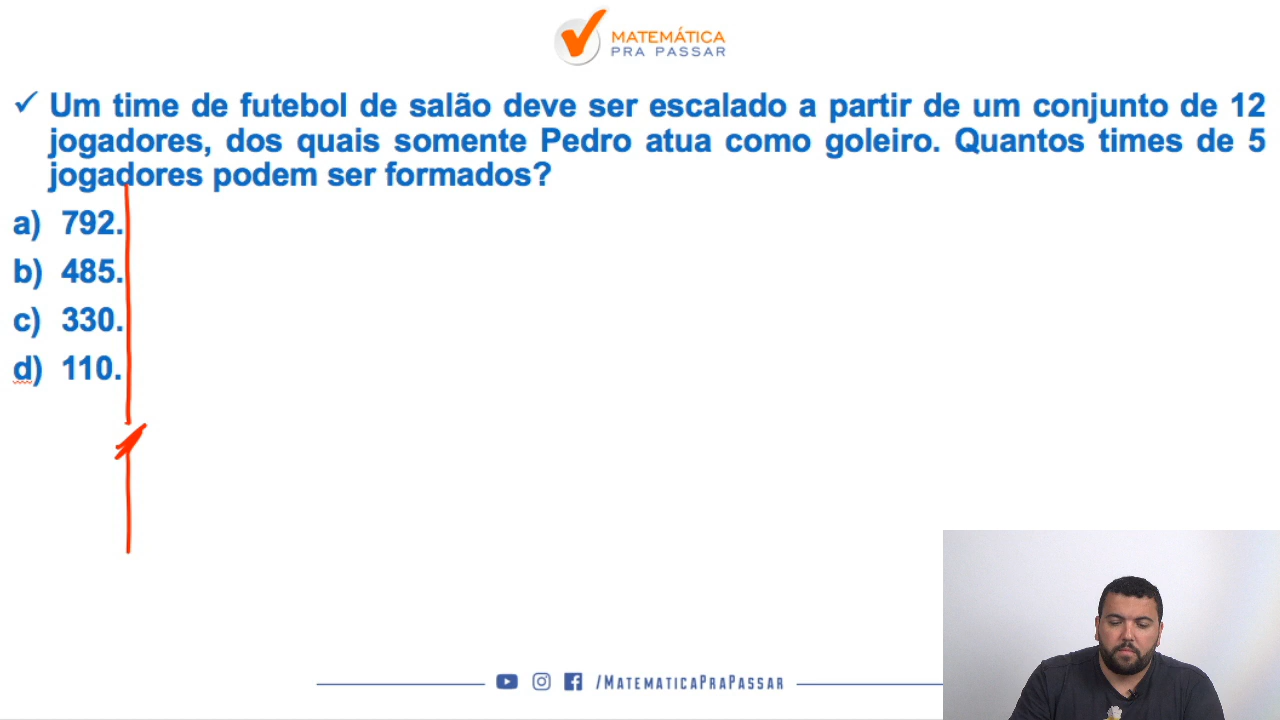 MATEMÁTICA
PRA PASSAR
✓ Um time de futebol de salão deve ser escalado a partir de um conjunto de 12
jogadores, dos quais somente Pedro atua como goleiro. Quantos times de 5
jogadores podem ser formados?
a) 792.
b) 485.
c) 330.
d) 110.
/MATEMATICAPRAPASSAR